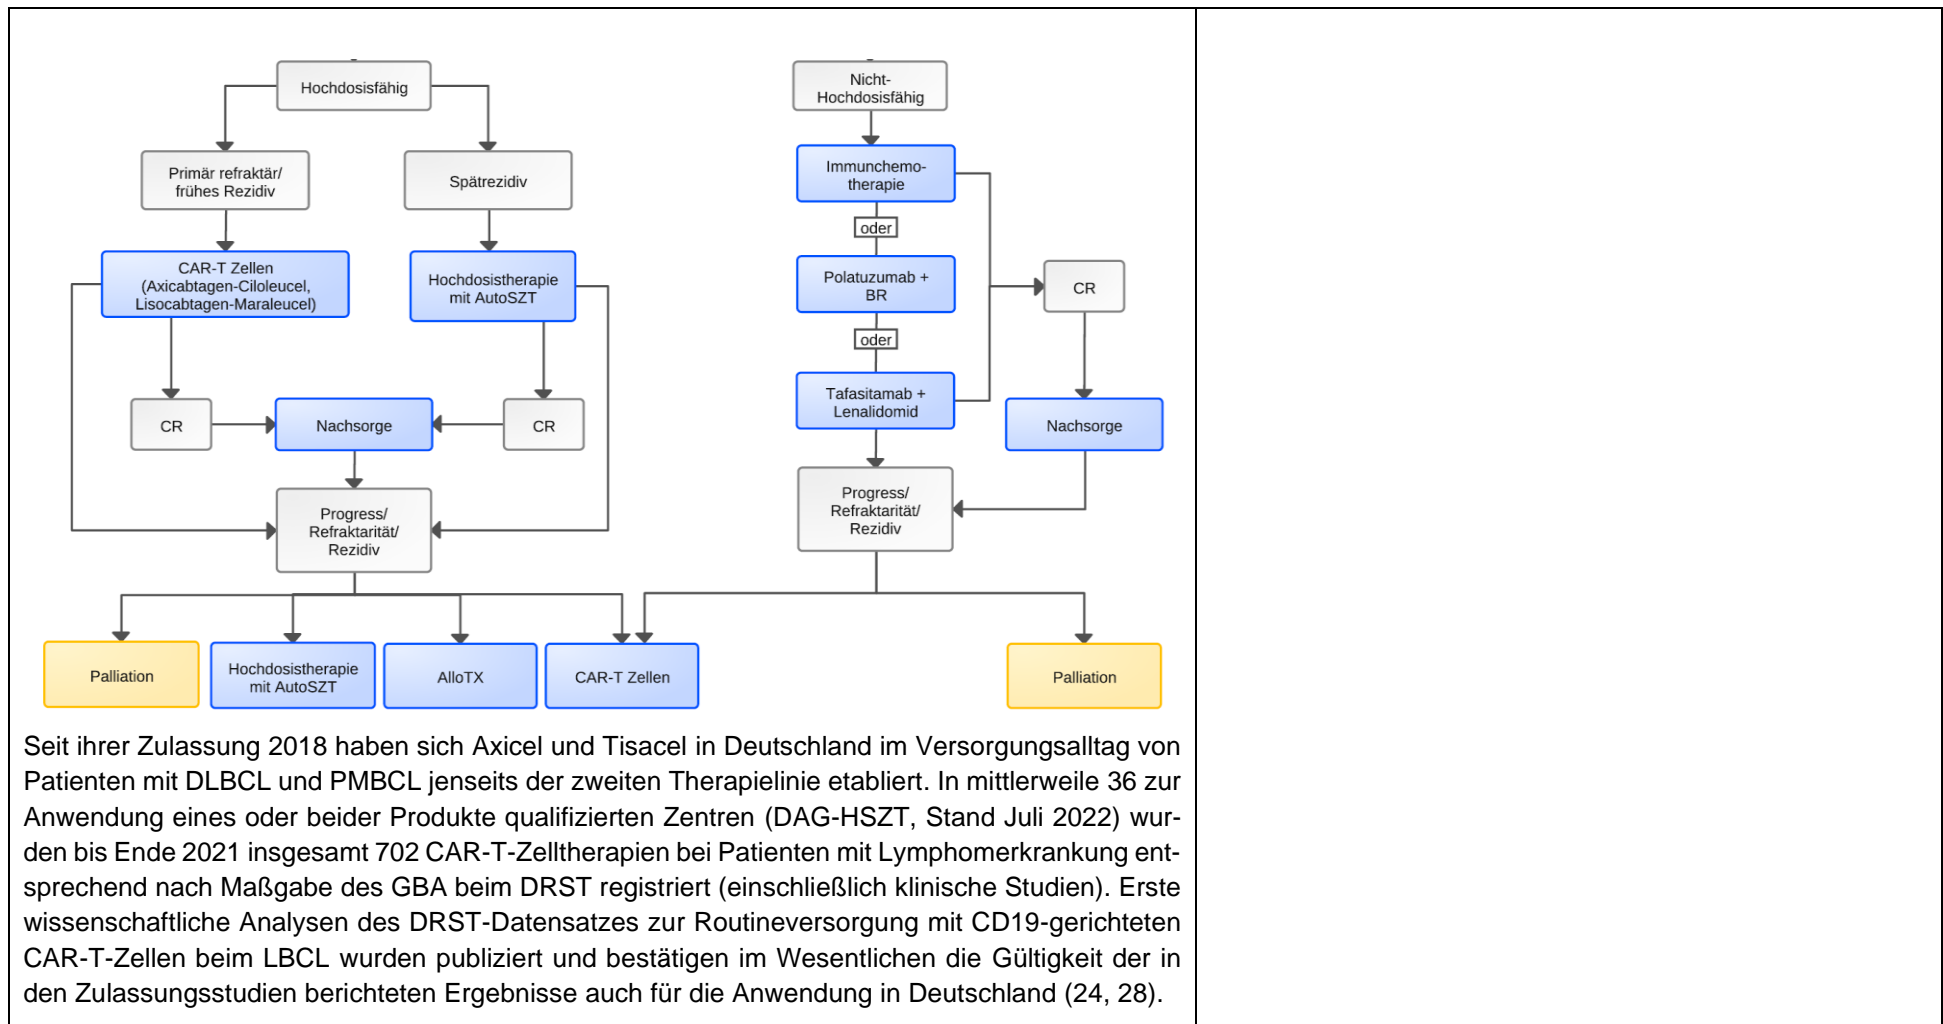 Hochdosisfähig
Primär refraktär/
frühes Rezidiv
Spätrezidiv
CAR-T Zellen
(Axicabtagen-Ciloleucel,
Lisocabtagen-Maraleucel)
Hochdosistherapie
mit AutoSZT
CR
Nachsorge
CR
Progress/
Refraktarität/
Rezidiv
Palliation
Hochdosistherapie
mit AutoSZT
AlloTX
CAR-T Zellen
Nicht-
Hochdosisfähig
Immunchemo-
therapie
oder
Polatuzumab +
BR
oder
Tafasitamab +
Lenalidomid
CR
Nachsorge
Progress/
Refraktarität/
Rezidiv
Palliation
Seit ihrer Zulassung 2018 haben sich Axicel und Tisacel in Deutschland im Versorgungsalltag von
Patienten mit DLBCL und PMBCL jenseits der zweiten Therapielinie etabliert. In mittlerweile 36 zur
Anwendung eines oder beider Produkte qualifizierten Zentren (DAG-HSZT, Stand Juli 2022) wur-
den bis Ende 2021 insgesamt 702 CAR-T-Zelltherapien bei Patienten mit Lymphomerkrankung ent-
sprechend nach Maßgabe des GBA beim DRST registriert (einschließlich klinische Studien). Erste
wissenschaftliche Analysen des DRST-Datensatzes zur Routineversorgung mit CD19-gerichteten
CAR-T-Zellen beim LBCL wurden publiziert und bestätigen im Wesentlichen die Gültigkeit der in
den Zulassungsstudien berichteten Ergebnisse auch für die Anwendung in Deutschland (24, 28).